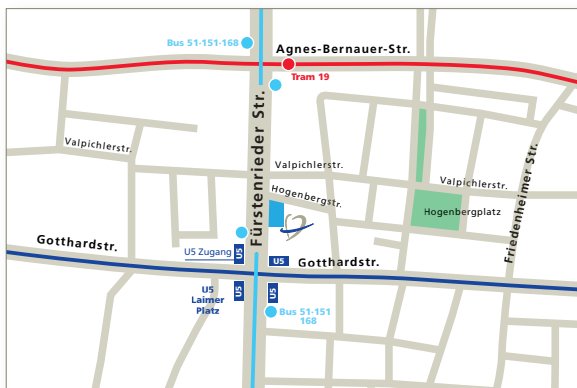 Bus 51-151-168
Agnes-Bernauer-Str.
Tram 19
Fürstenrieder Str.
Valpichlerstr.
Valpichlerstr.
Valpichlerstr.
Hogenbergstr.
Friedenheimer Str.
Hogenbergplatz
Gotthardstr.
U5 Zugang
U5
U5
Gotthardstr.
U5
Laimer
Platz
U5
U5
Bus 51-151
168